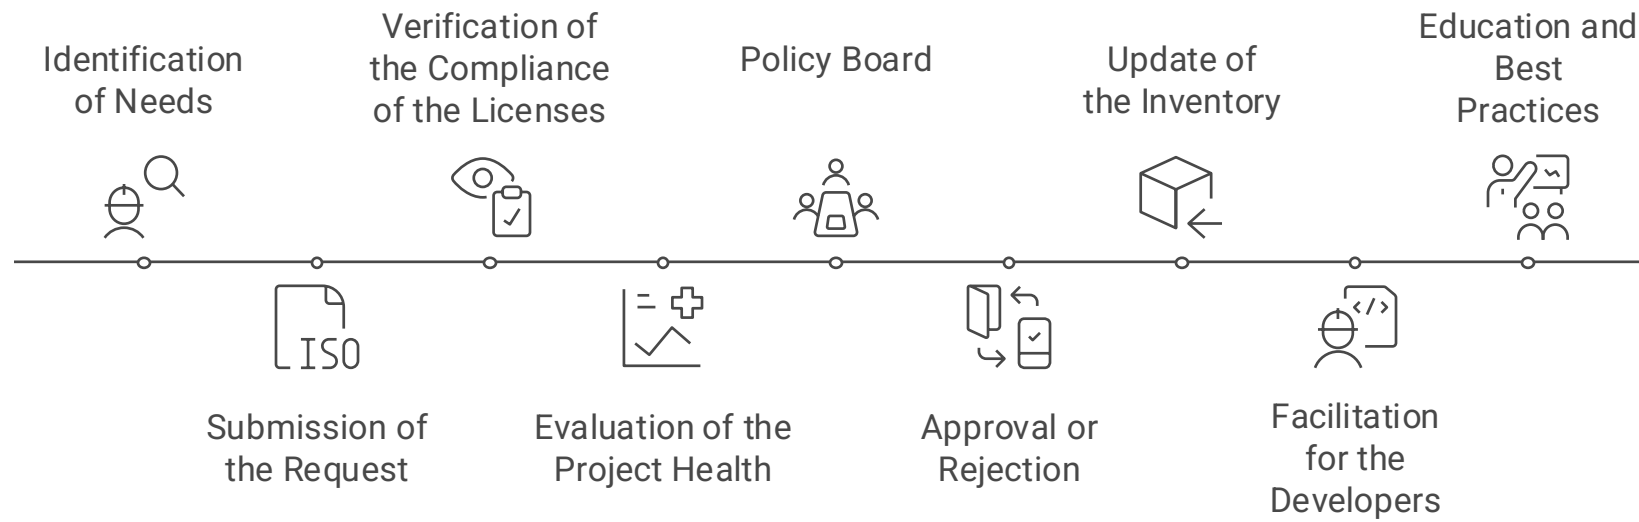 Identification
of Needs
Submission of
the Request
ISO
Verification of
the Compliance
of the Licenses
Evaluation of the
Project Health
Policy Board
Approval or
Rejection
Update of
the Inventory
Facilitation
for the
Developers
</>
Education and
Best
Practices